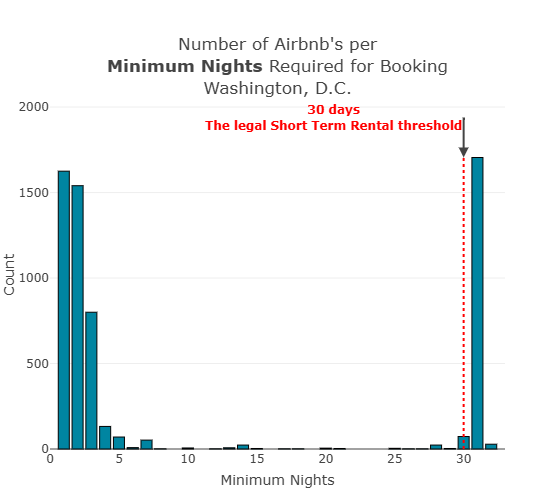 Number of Airbnb's per
Minimum Nights Required for Booking
Washington, D.C.
30 days
The legal Short Term Rental threshold
2000
1500
1000
500
0
Count
0 5 10 15 20 25 30
Minimum Nights